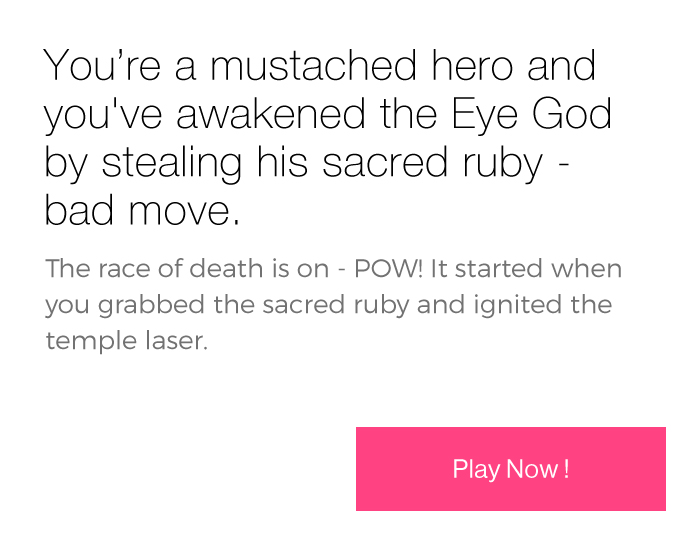 You’re a mustached hero and
you've awakened the Eye God
by stealing his sacred ruby -
bad move.
The race of death is on - POW! It started when
you grabbed the sacred ruby and ignited the
temple laser.
Play Now !